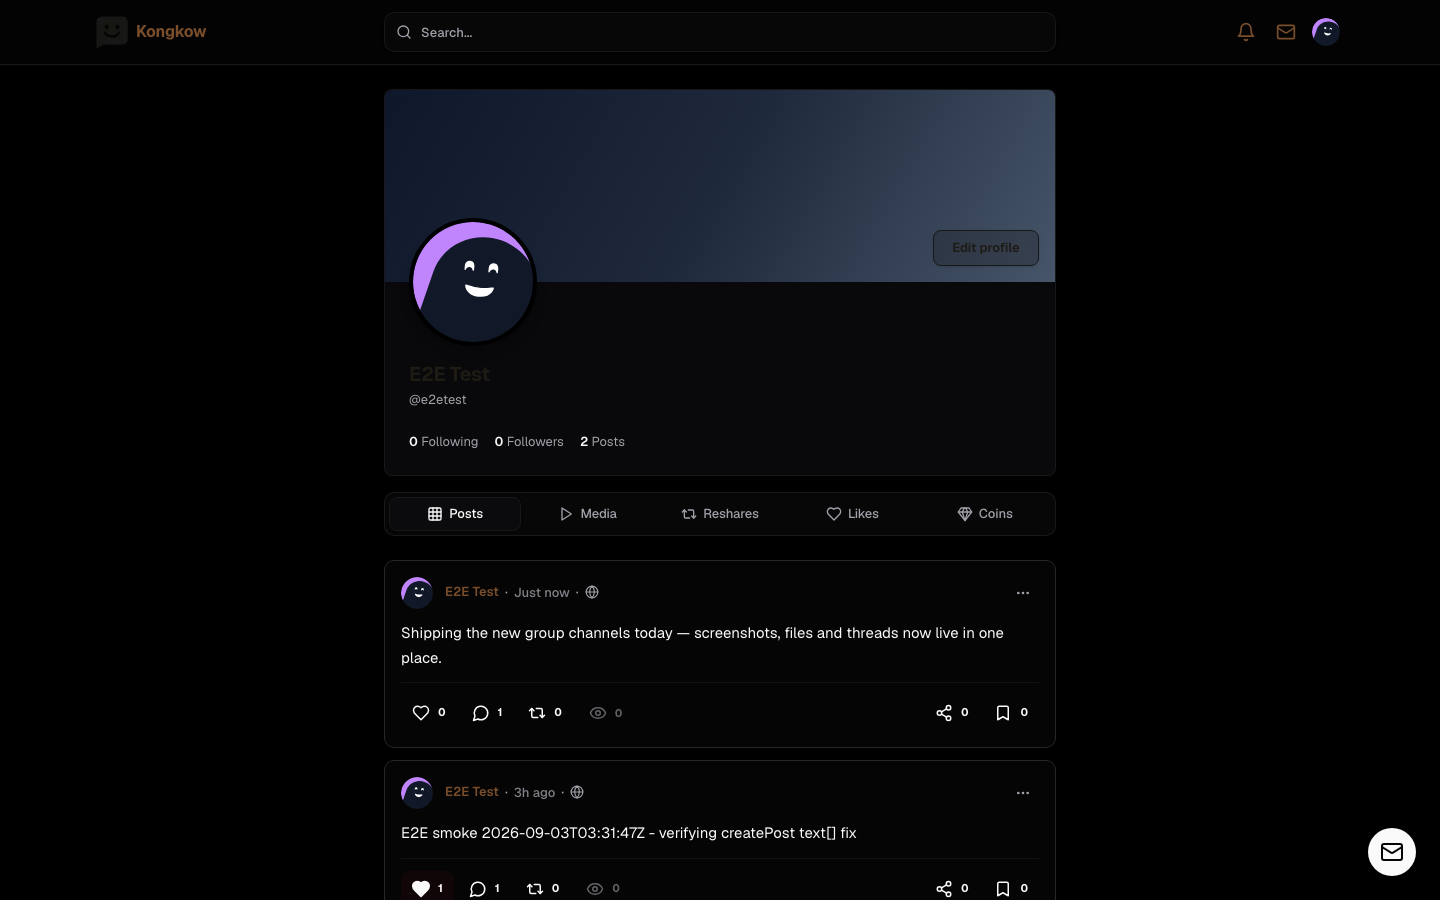 Kongkow
Search...
Edit profile
E2E Test
@e2etest
0 Following 0 Followers 2 Posts
Posts Media Reshares Likes Coins
E2E Test · Just now ·
Shipping the new group channels today — screenshots, files and threads now live in one
place.
0 1 0 0 0 0
E2E Test · 3h ago ·
E2E smoke 2026-09-03T03:31:47Z - verifying createPost text[] fix
1 1 0 0 0 0